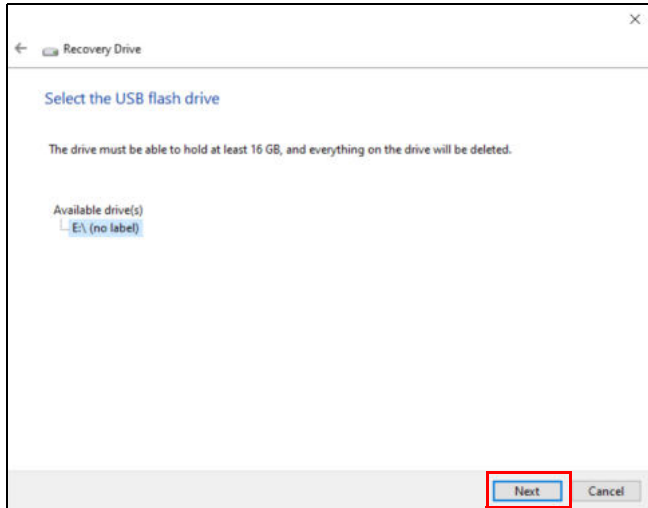 Recovery Drive
Select the USB flash drive
The drive must be able to hold at least 16 GB, and everything on the drive will be deleted.
Available drive(s)
E:\ (no label)
Next Cancel